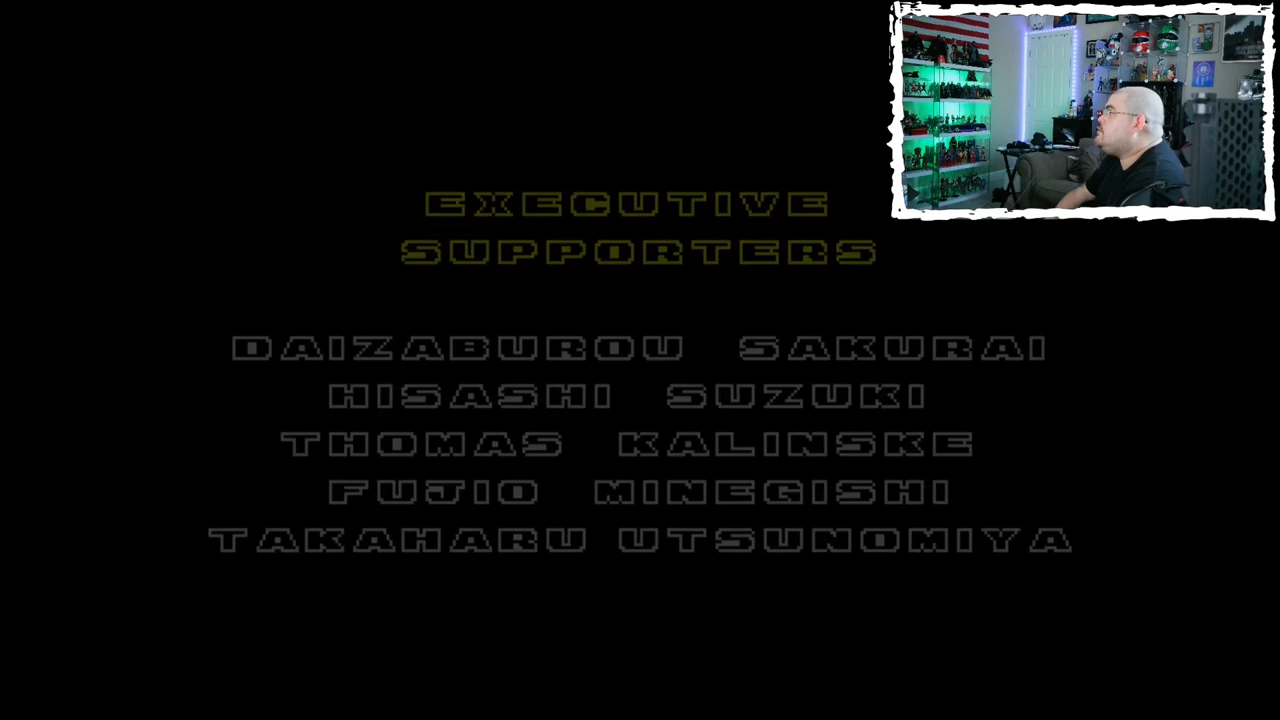 EXECUTIVE
SUPPORTERS
DAIZABUROU SAKURAI
HISASHI SUZUKI
THOMAS KALINSKE
FUJIO MINEGISHI
TAKAHARU UTSUNOMIYA